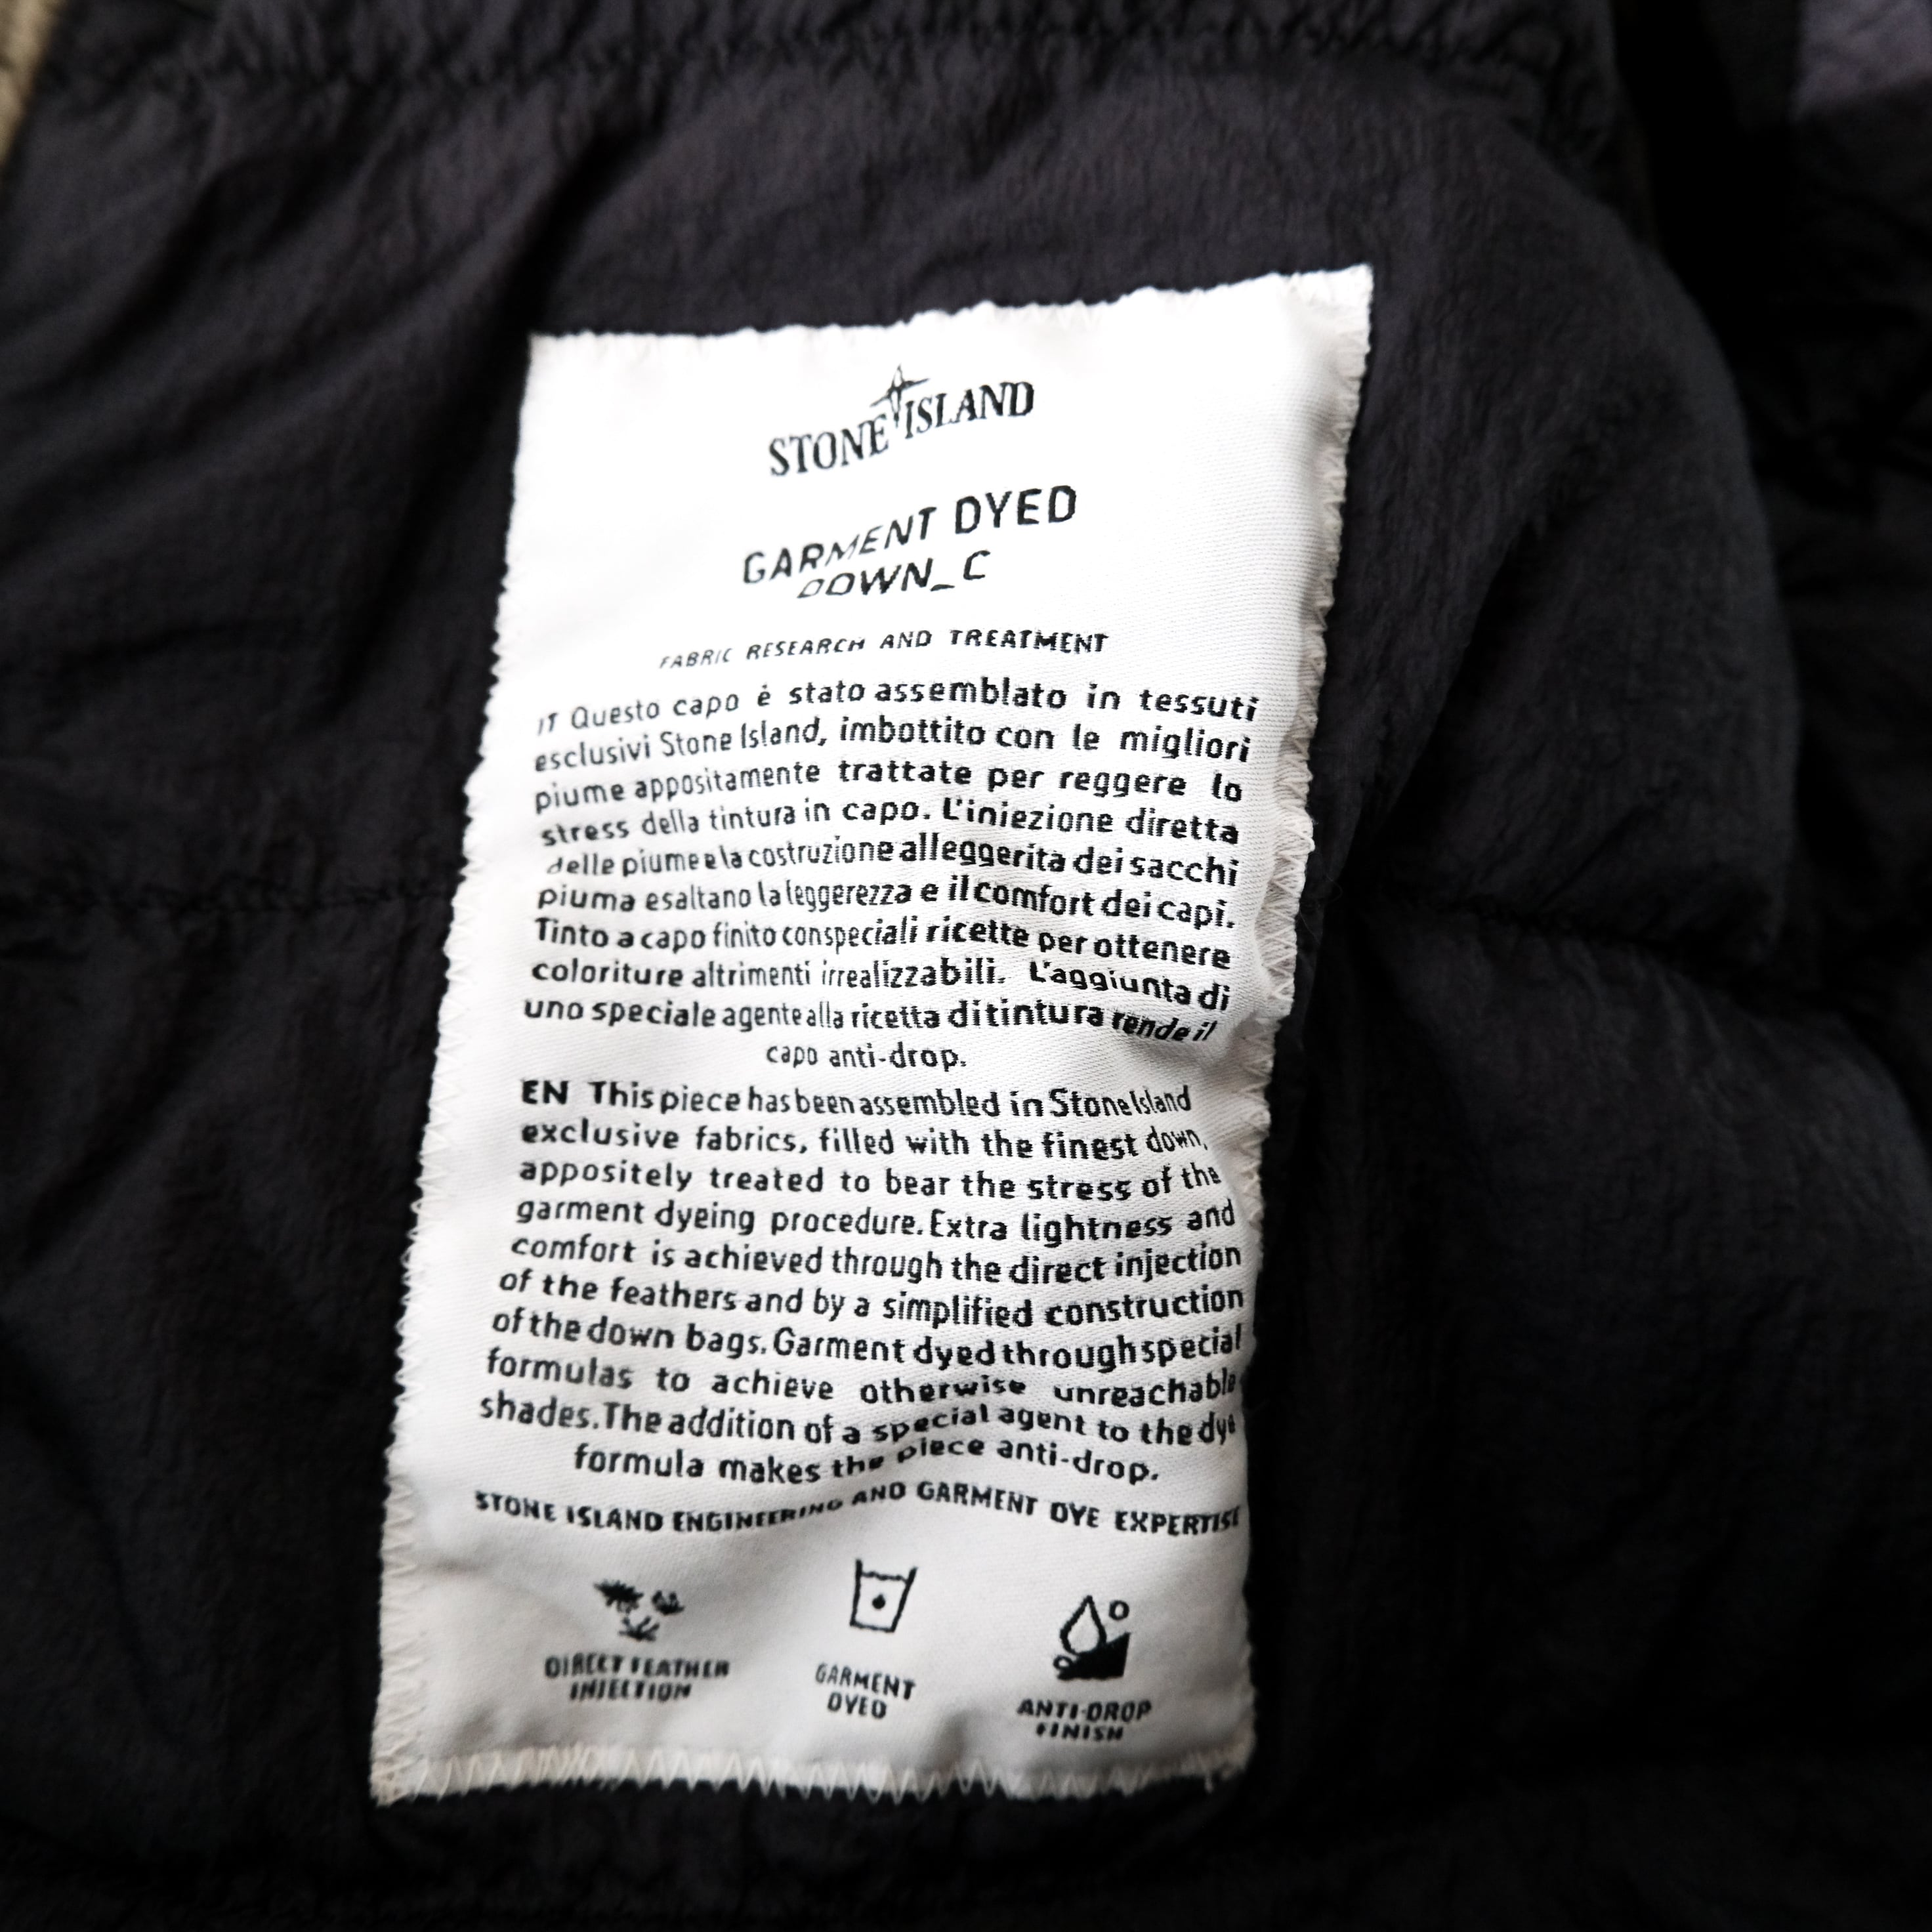 STONE ISLAND
GARMENT DYED
DOWN_C
FABRIC RESEARCH AND TREATMENT
IT Questo capo è stato assemblato in tessuti
esclusivi Stone Island, imbottito con le migliori
piume appositamente trattate per reggere lo
stress della tintura in capo. L'iniezione diretta
delle piume e la costruzione alleggerita dei sacchi
piuma esaltano la leggerezza e il comfort dei capi.
Tinto a capo finito con speciali ricette per ottenere
coloriture altrimenti irrealizzabili. L'aggiunta di
uno speciale agente alla ricetta di tintura rende il
capo anti-drop.
EN This piece has been assembled in Stone Island
exclusive fabrics, filled with the finest down,
appositely treated to bear the stress of the
garment dyeing procedure. Extra lightness and
comfort is achieved through the direct injection
of the feathers and by a simplified construction
of the down bags. Garment dyed through special
formulas to achieve otherwise unreachable
shades. The addition of a special agent to the dye
formula makes the piece anti-drop.
STONE ISLAND ENGINEERING AND GARMENT DYE EXPERTISE
DIRECT FEATHER
INJECTION
GARMENT
DYED
ANTI-DROP
FINISH